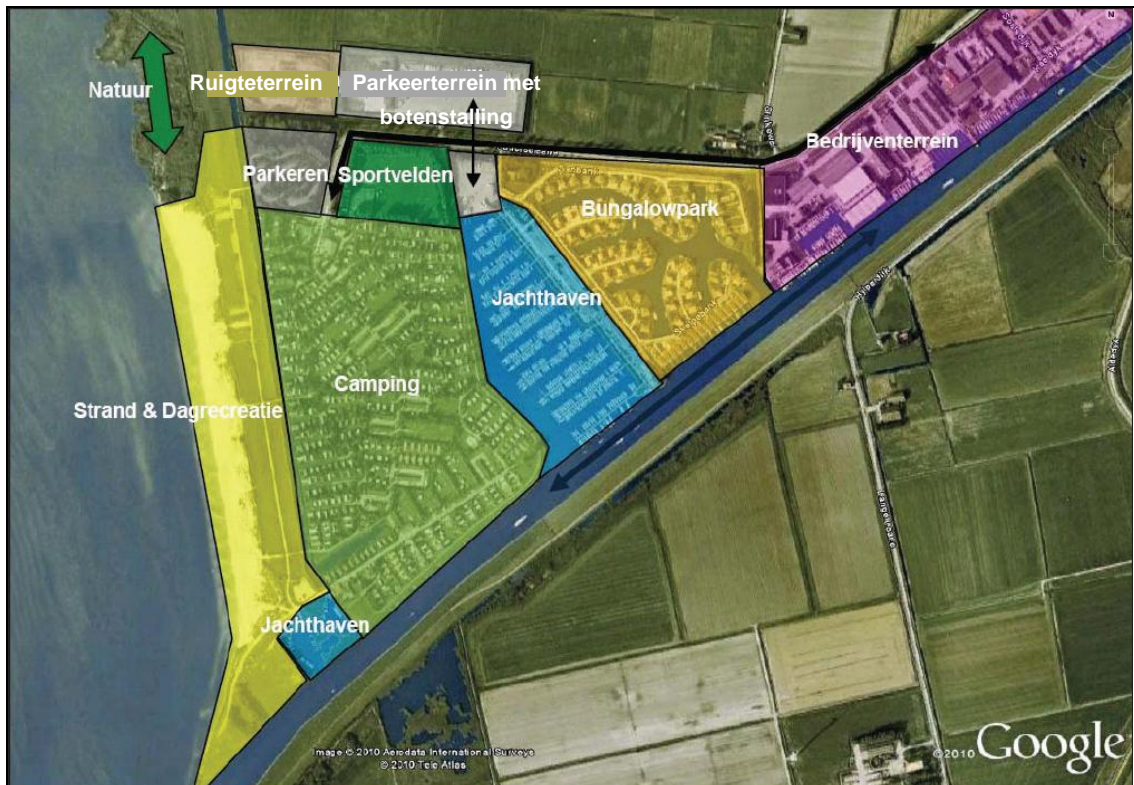 N
Natuur
Ruigteterrein
Parkeerterrein met
botenstalling
Bedrijventerrein
Parkeren
Sportvelden
Bungalowpark
Jachthaven
Camping
Strand & Dagrecreatie
Jachthaven
Image © 2010 Aerodata International Surveys
© 2010 Tele Atlas
©2010 Google